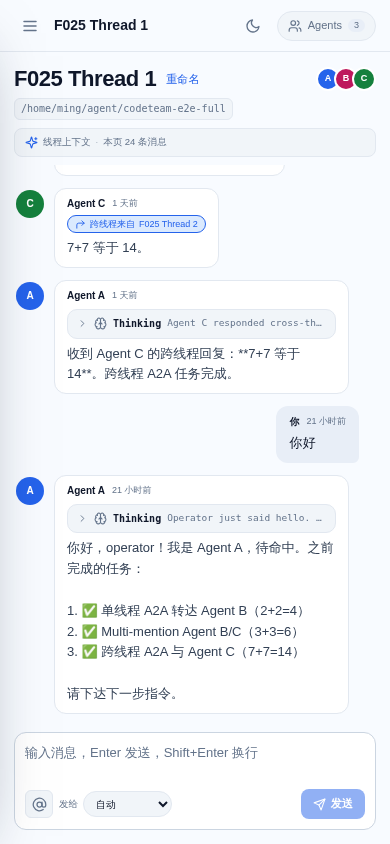 F025 Thread 1
Agents 3
F025 Thread 1 重命名
A B C
/home/ming/agent/codeteam-e2e-full
线程上下文 · 本页 24 条消息
C
Agent C 1 天前
跨线程来自 F025 Thread 2
7+7 等于 14。
A
Agent A 1 天前
Thinking Agent C responded cross-th…
收到 Agent C 的跨线程回复：**7+7 等于
14**。跨线程 A2A 任务完成。
你 21 小时前
你好
A
Agent A 21 小时前
Thinking Operator just said hello. …
你好，operator！我是 Agent A，待命中。之前
完成的任务：
1. ✅ 单线程 A2A 转达 Agent B（2+2=4）
2. ✅ Multi-mention Agent B/C（3+3=6）
3. ✅ 跨线程 A2A 与 Agent C（7+7=14）
请下达下一步指令。
输入消息，Enter 发送，Shift+Enter 换行
发给 自动 发送